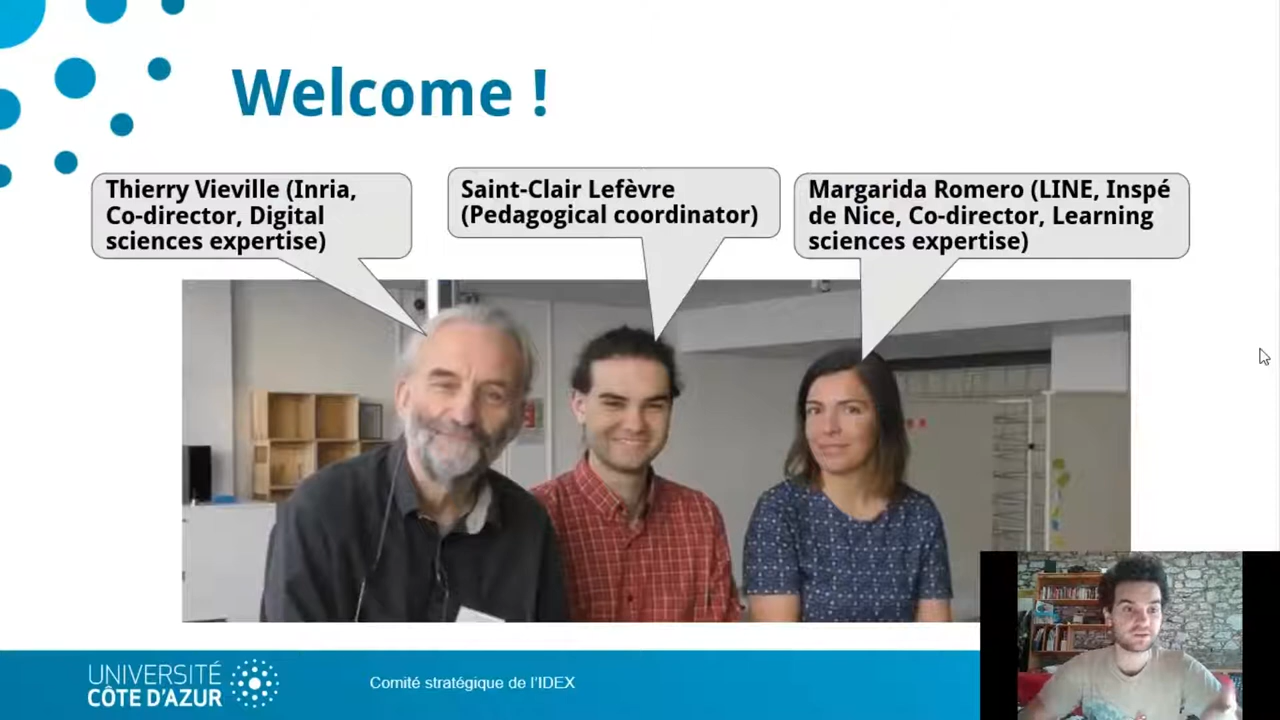 Welcome !
Thierry Vieville (Inria,
Co-director, Digital
sciences expertise)
Saint-Clair Lefèvre
(Pedagogical coordinator)
Margarida Romero (LINE, Inspé
de Nice, Co-director, Learning
sciences expertise)
UNIVERSITÉ
CÔTE D'AZUR
Comité stratégique de l'IDEX